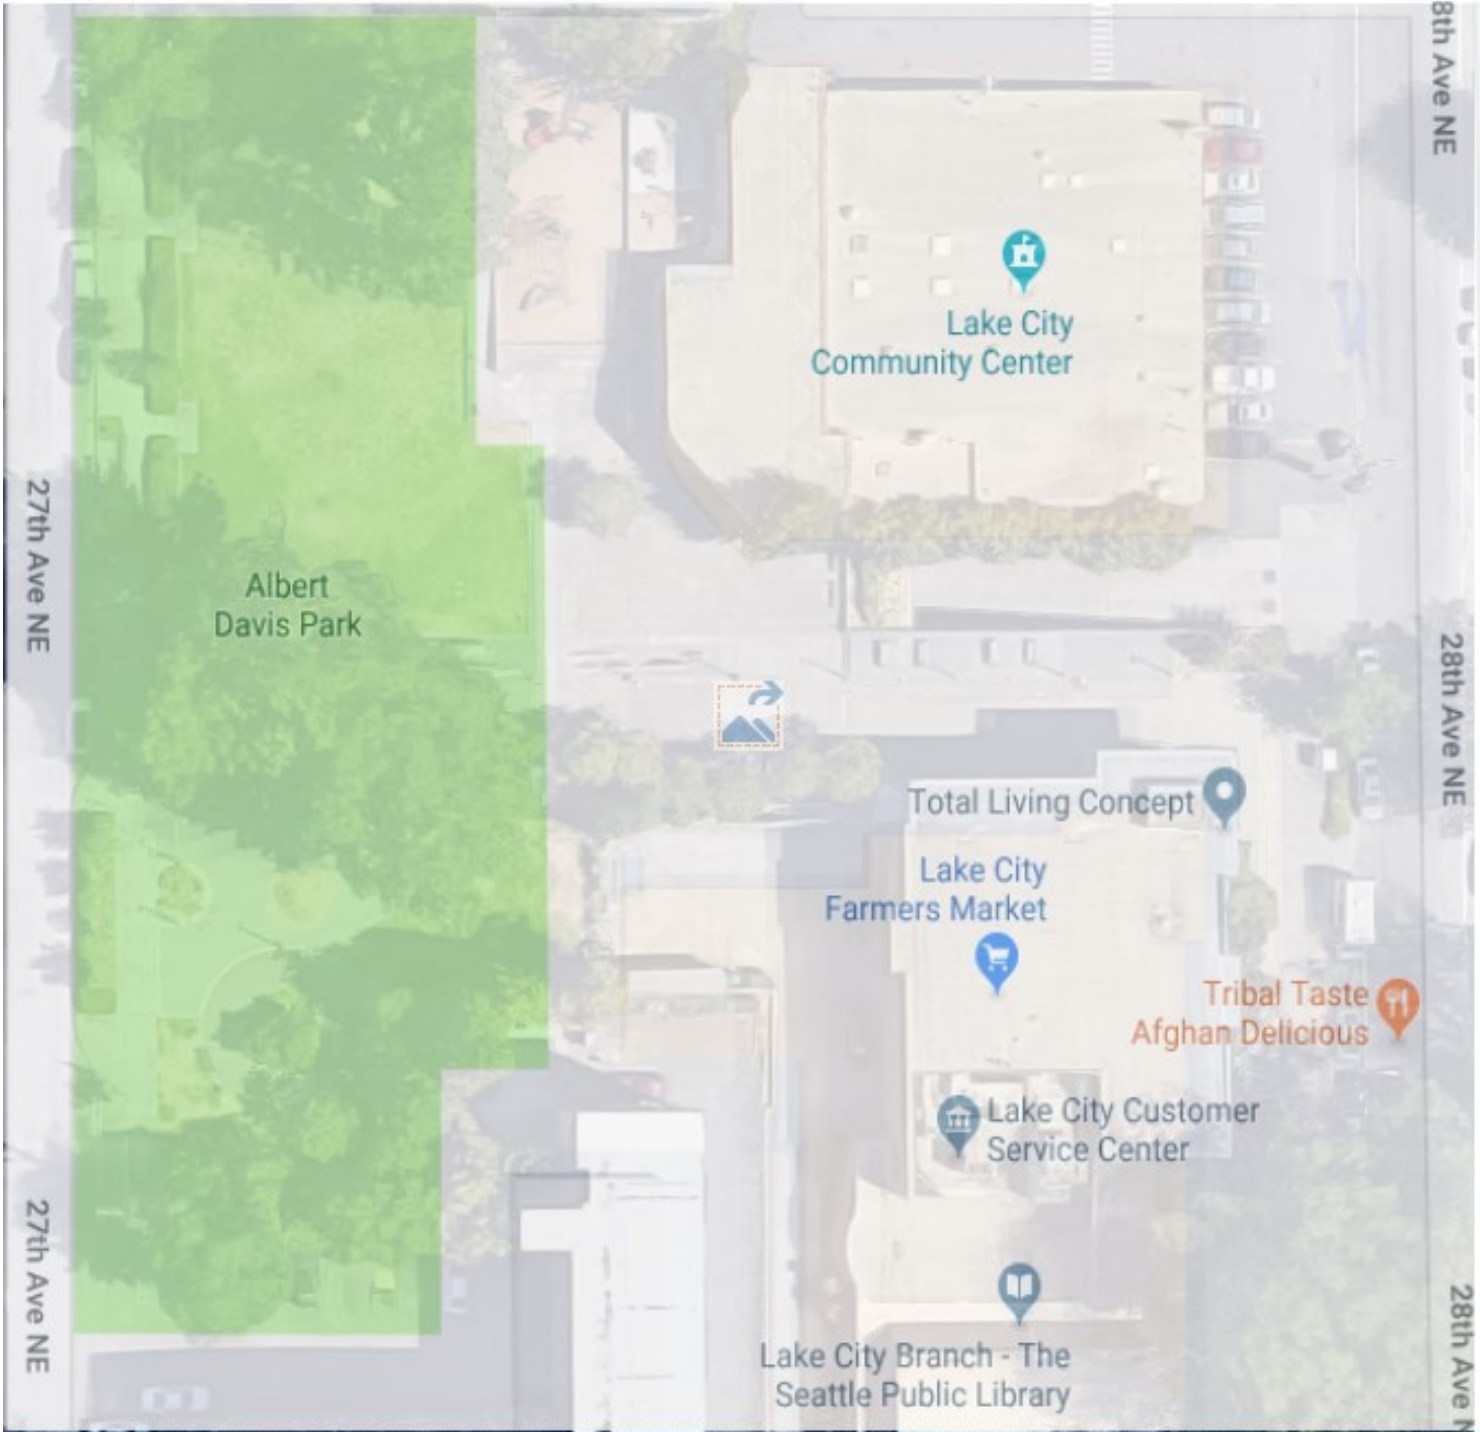 8th Ave NE
Lake City
Community Center
27th Ave NE
Albert
Davis Park
28th Ave NE
Total Living Concept
Lake City
Farmers Market
Tribal Taste
Afghan Delicious
Lake City Customer
Service Center
27th Ave NE
Lake City Branch - The
Seattle Public Library
28th Ave N